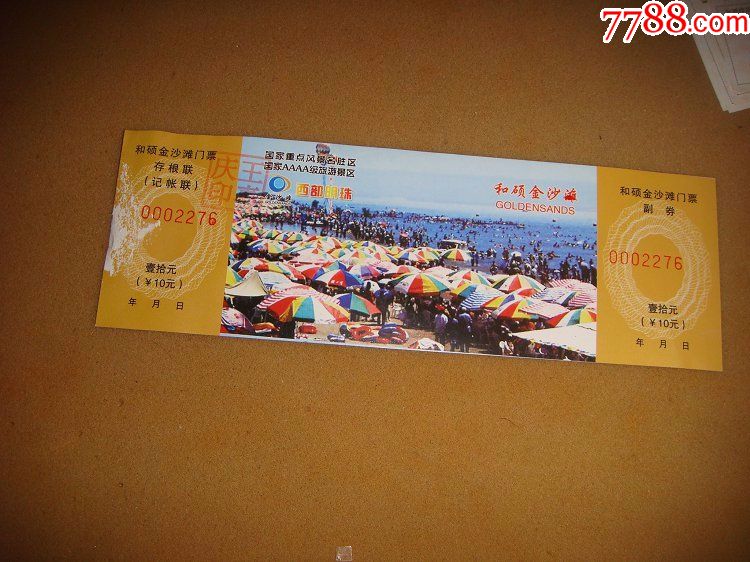 7788.com
和硕金沙滩门票
存根联
(记帐联)
0002276
壹拾元
(￥10元)
年 月 日
国家重点风景名胜区
国家AAAA级旅游景区
西部明珠
和硕金沙滩
GOLDENSANDS
和硕金沙滩门票
副 券
0002276
壹拾元
(￥10元)
年 月 日